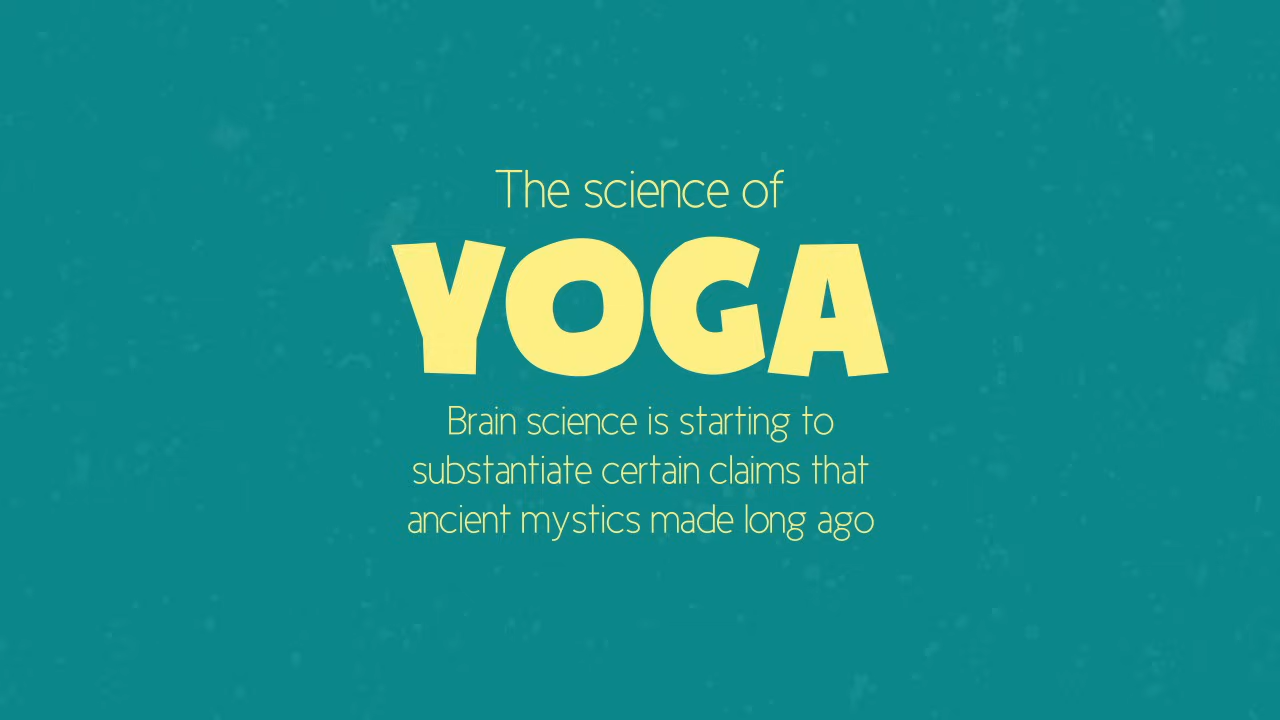 The science of
YOGA
Brain science is starting to
substantiate certain claims that
ancient mystics made long ago